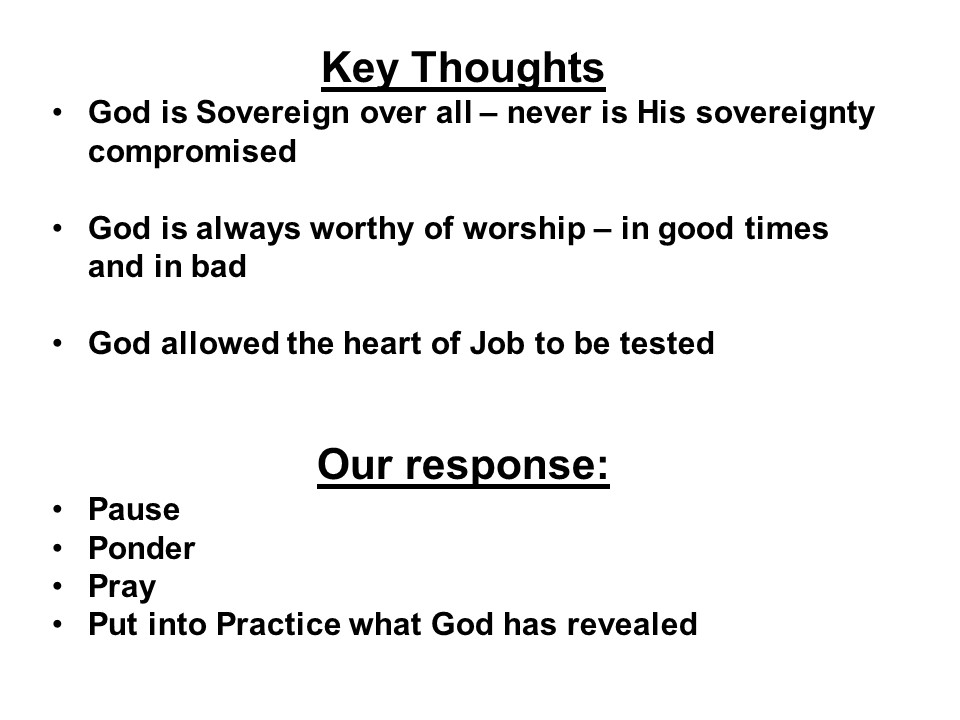 Key Thoughts
• God is Sovereign over all – never is His sovereignty
compromised
• God is always worthy of worship – in good times
and in bad
• God allowed the heart of Job to be tested
Our response:
• Pause
• Ponder
• Pray
• Put into Practice what God has revealed